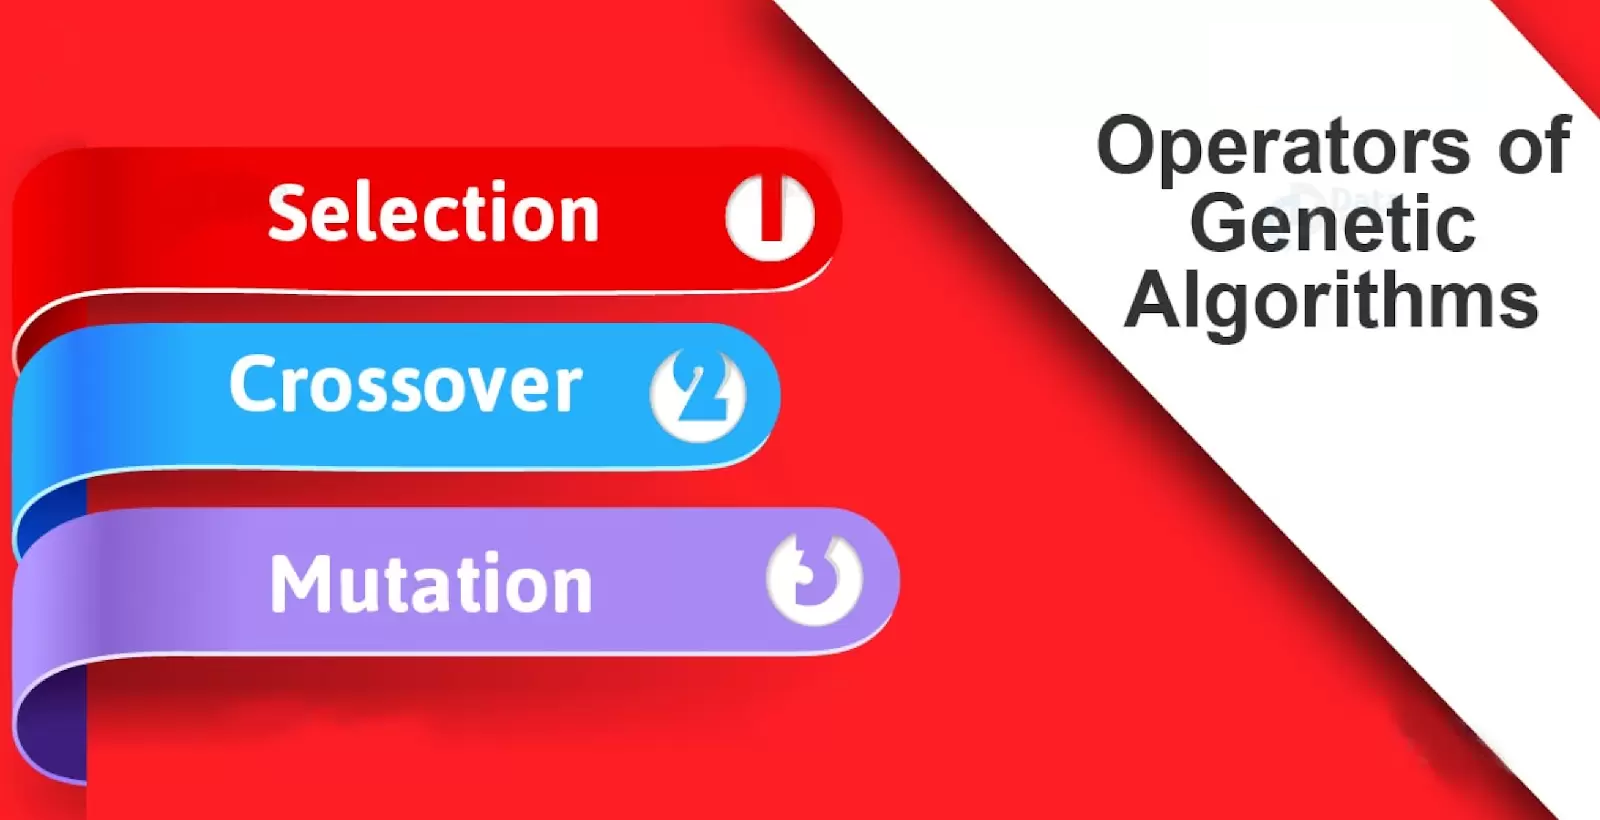 Operators of
Genetic
Algorithms
Selection 1
Crossover 2
Mutation 3